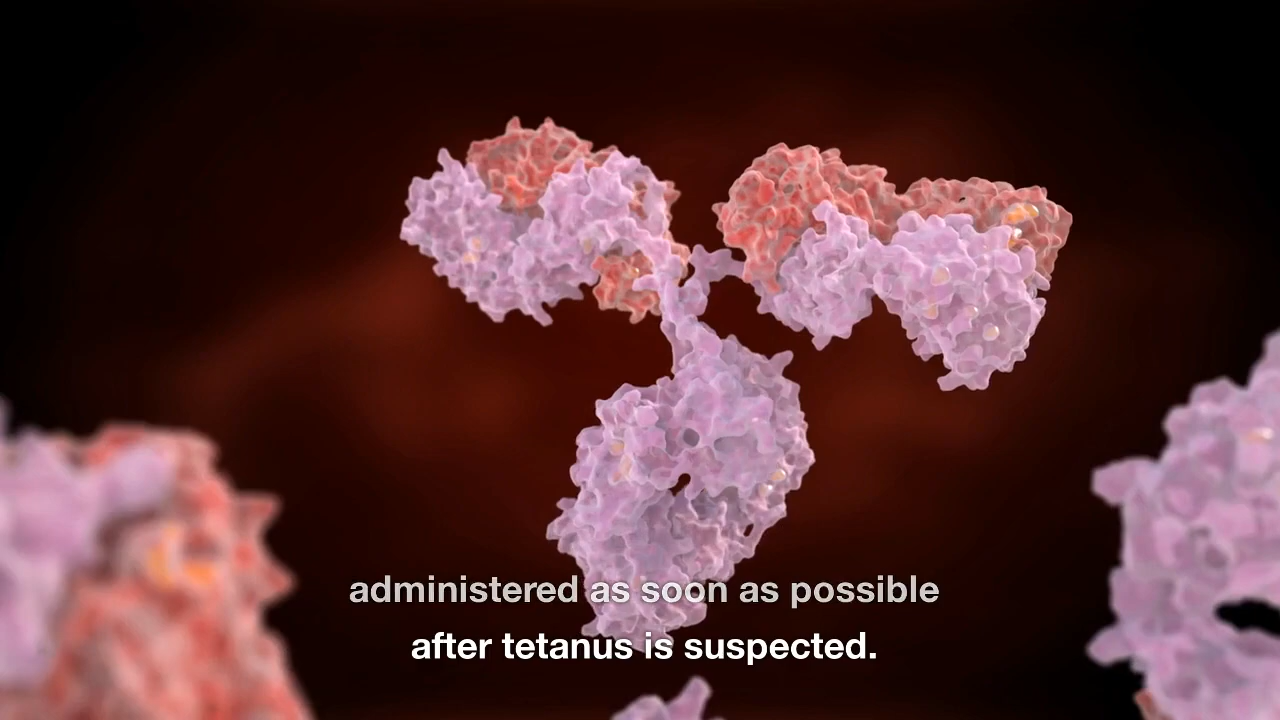 administered as soon as possible
after tetanus is suspected.